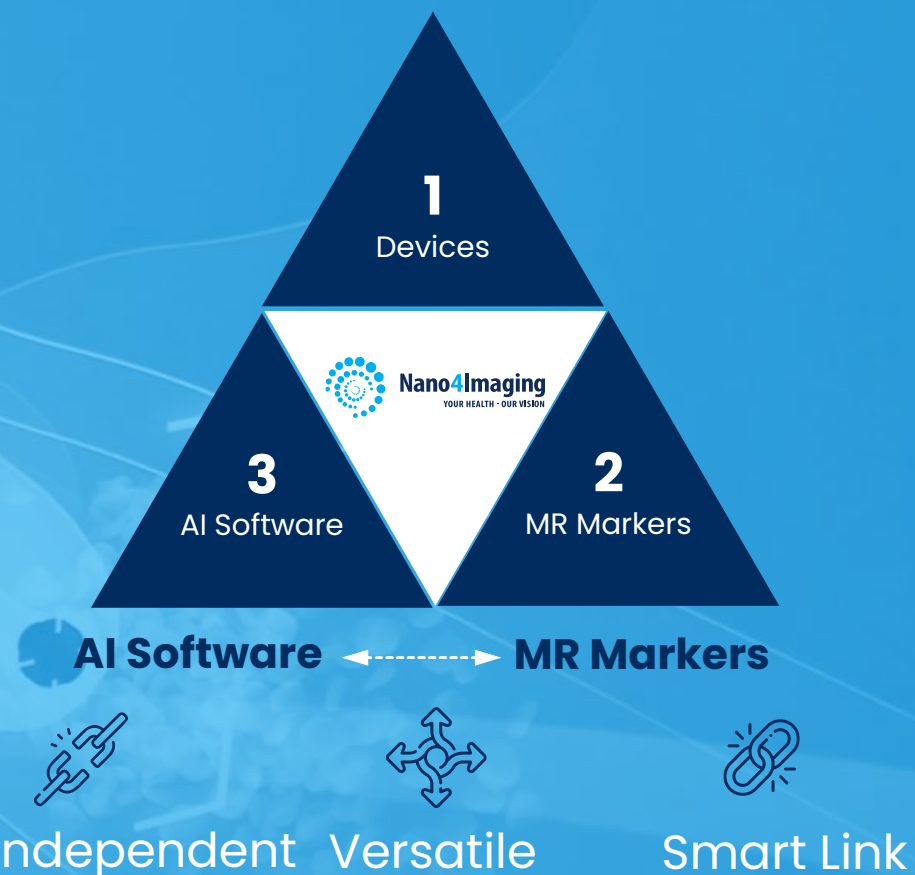 1
Devices
Nano4Imaging
YOUR HEALTH - OUR VISION
3
AI Software
2
MR Markers
AI Software
MR Markers
ndependent
Versatile
Smart Link